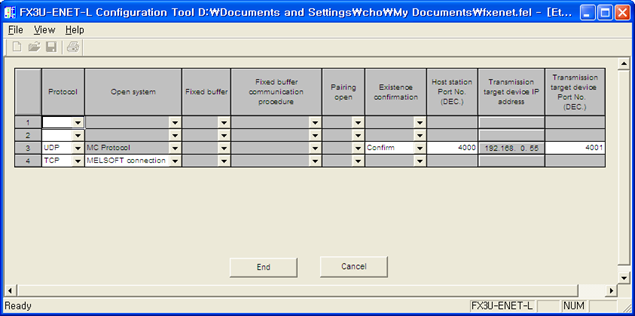 FX3U-ENET-L Configuration Tool D:₩Documents and Settings₩cho₩My Documents₩fxenet.fel - [Et...
File View Help
Protocol Open system Fixed buffer Fixed buffer communication procedure Pairing open Existence confirmation Host station Port No. (DEC.) Transmission target device IP address Transmission target device Port No. (DEC.)
1
2
3 UDP MC Protocol Confirm 4000 192.168. 0. 55 4001
4 TCP MELSOFT connection
End Cancel
Ready FX3U-ENET-L NUM